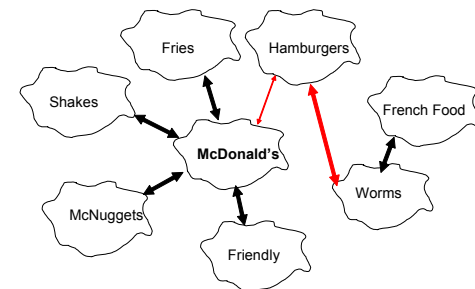 Fries
Hamburgers
Shakes
French Food
McDonald's
McNuggets
Worms
Friendly